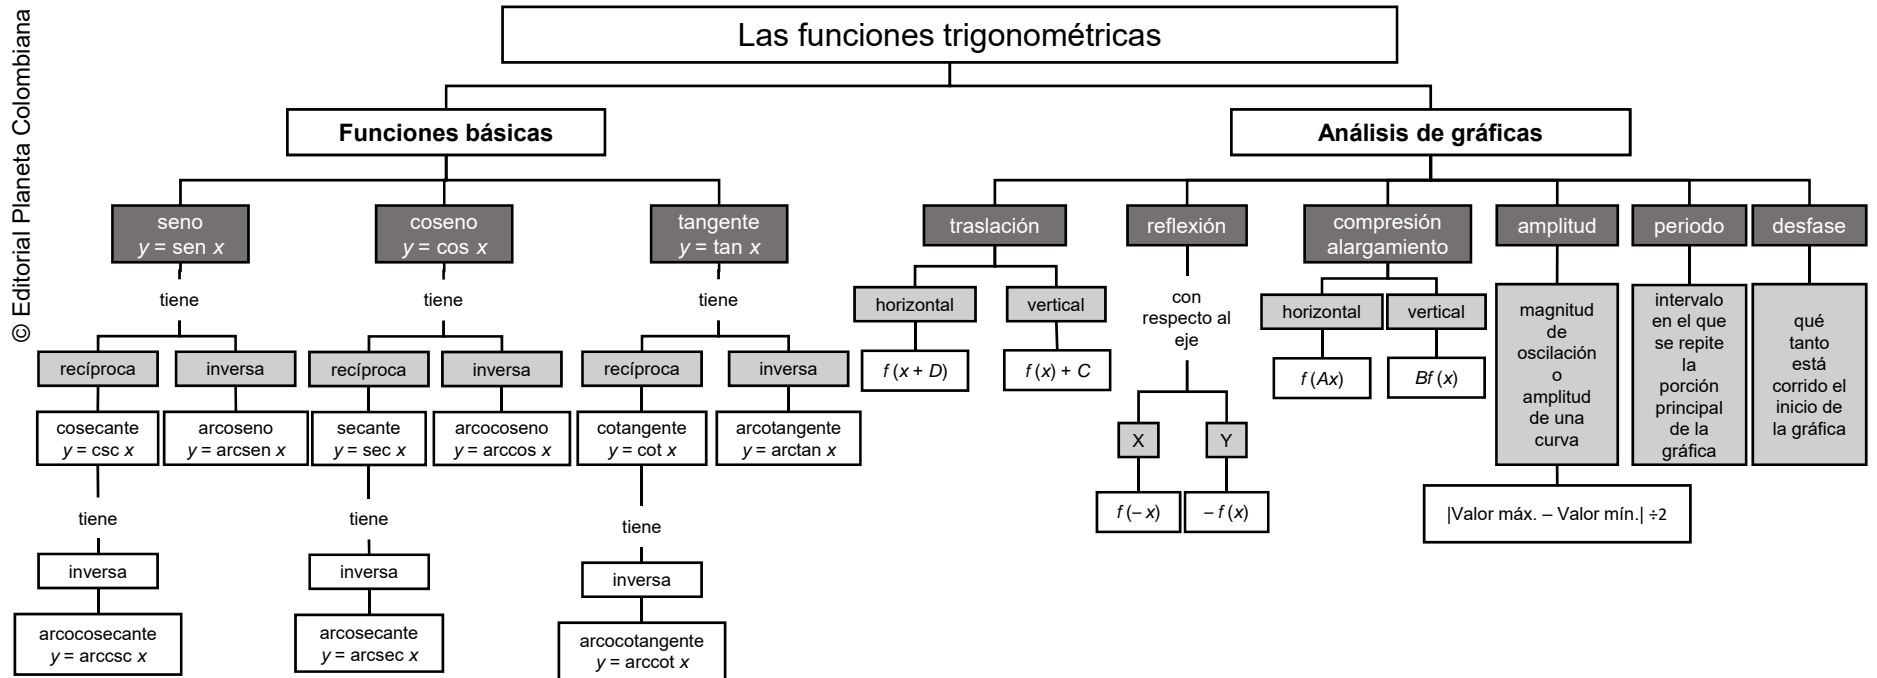 © Editorial Planeta Colombiana
Las funciones trigonométricas
Funciones básicas
Análisis de gráficas
seno
y = sen x
coseno
y = cos x
tangente
y = tan x
traslación
reflexión
compresión
alargamiento
amplitud
periodo
desfase
tiene
tiene
tiene
recíproca
inversa
recíproca
inversa
recíproca
inversa
cosecante
y = csc x
arcoseno
y = arcsen x
secante
y = sec x
arcocoseno
y = arccos x
cotangente
y = cot x
arcotangente
y = arctan x
tiene
tiene
tiene
inversa
inversa
inversa
arcocosecante
y = arccsc x
arcosecante
y = arcsec x
arcocotangente
y = arccot x
horizontal
vertical
f (x + D)
f (x) + C
con
respecto al
eje
X
Y
f (– x)
– f (x)
horizontal
vertical
f (Ax)
Bf (x)
magnitud
de
oscilación
o
amplitud
de una
curva
|Valor máx. – Valor mín.| ÷2
intervalo
en el que
se repite
la
porción
principal
de la
gráfica
qué
tanto
está
corrido el
inicio de
la gráfica